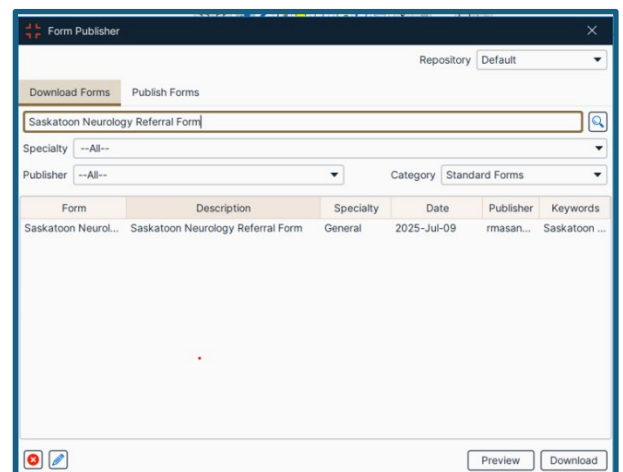 Form Publisher
Repository Default
Download Forms Publish Forms
Saskatoon Neurology Referral Form
Specialty --All--
Publisher --All-- Category Standard Forms
Form Description Specialty Date Publisher Keywords
Saskatoon Neurol... Saskatoon Neurology Referral Form General 2025-Jul-09 rmasan... Saskatoon ...
Preview Download